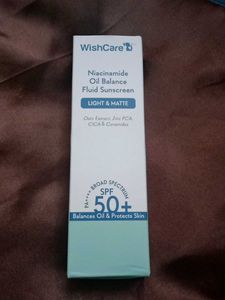 WishCare
Niacinamide
Oil Balance
Fluid Sunscreen
LIGHT & MATTE
Oats Extract, Zinc PCA,
CICA & Ceramides
PA++++ BROAD SPECTRUM
SPF
50+
Balances Oil & Protects Skin